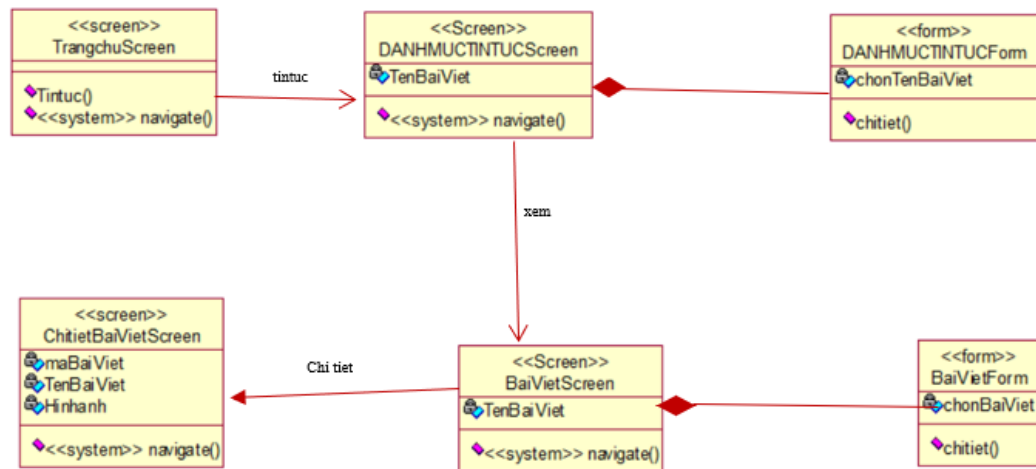 <<screen>>
TrangchuScreen
Tintuc()
<<system>> navigate()
tintuc
<<Screen>>
DANHMUCTINTUCScreen
TenBaiViet
<<system>> navigate()
<<form>>
DANHMUCTINTUCForm
chonTenBaiViet
chitiet()
xem
<<screen>>
ChitietBaiVietScreen
maBaiViet
TenBaiViet
Hinhanh
<<system>> navigate()
Chi tiet
<<Screen>>
BaiVietScreen
TenBaiViet
<<system>> navigate()
<<form>>
BaiVietForm
chonBaiViet
chitiet()